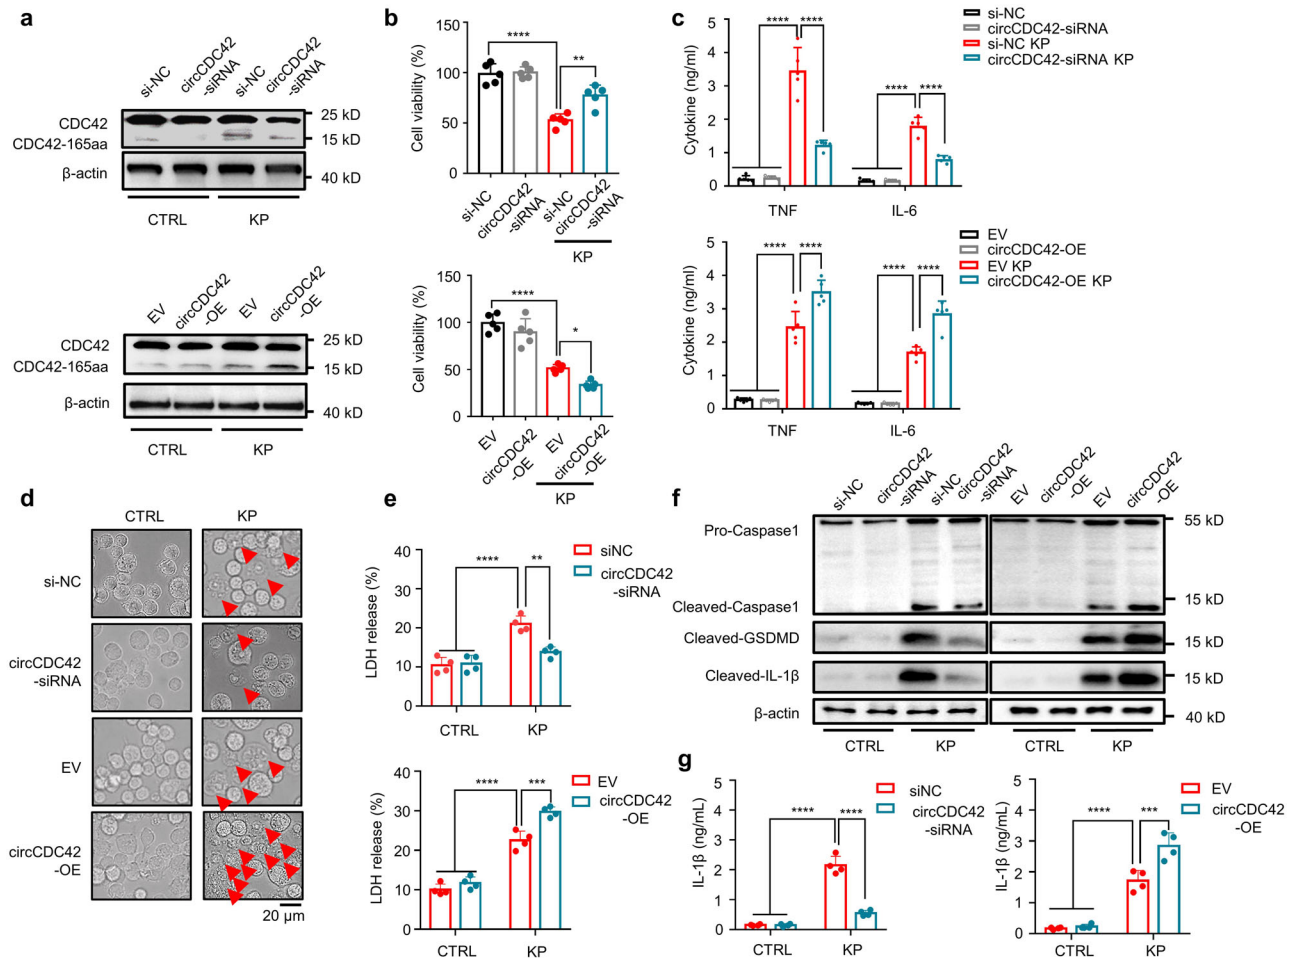 a
si-NC
circCDC42
-siRNA
si-NC
circCDC42
-siRNA
CDC42
CDC42-165aa
β-actin
25 kD
15 kD
40 kD
CTRL
KP
EV
circCDC42
-OE
EV
circCDC42
-OE
CDC42
CDC42-165aa
β-actin
25 kD
15 kD
40 kD
CTRL
KP
b
Cell viability (%)
150
100
50
0
****
**
si-NC
circCDC42
-siRNA
si-NC
circCDC42
-siRNA
KP
Cell viability (%)
150
100
50
0
****
*
EV
circCDC42
-OE
EV
circCDC42
-OE
KP
c
Cytokine (ng/ml)
5
4
3
2
1
0
**** ****
**** ****
TNF
IL-6
si-NC
circCDC42-siRNA
si-NC KP
circCDC42-siRNA KP
Cytokine (ng/ml)
5
4
3
2
1
0
**** ****
**** ****
TNF
IL-6
EV
circCDC42-OE
EV KP
circCDC42-OE KP
d
CTRL
KP
si-NC
circCDC42
-siRNA
EV
circCDC42
-OE
20 μm
e
LDH release (%)
40
30
20
10
0
****
**
CTRL
KP
siNC
circCDC42
-siRNA
LDH release (%)
40
30
20
10
0
****
***
CTRL
KP
EV
circCDC42
-OE
f
si-NC
circCDC42
-siRNA
si-NC
circCDC42
-siRNA
EV
circCDC42
-OE
EV
circCDC42
-OE
Pro-Caspase1
Cleaved-Caspase1
Cleaved-GSDMD
Cleaved-IL-1β
β-actin
55 kD
15 kD
15 kD
15 kD
40 kD
CTRL
KP
CTRL
KP
g
IL-1β (ng/mL)
5
4
3
2
1
0
****
****
CTRL
KP
siNC
circCDC42
-siRNA
IL-1β (ng/mL)
5
4
3
2
1
0
****
***
CTRL
KP
EV
circCDC42
-OE